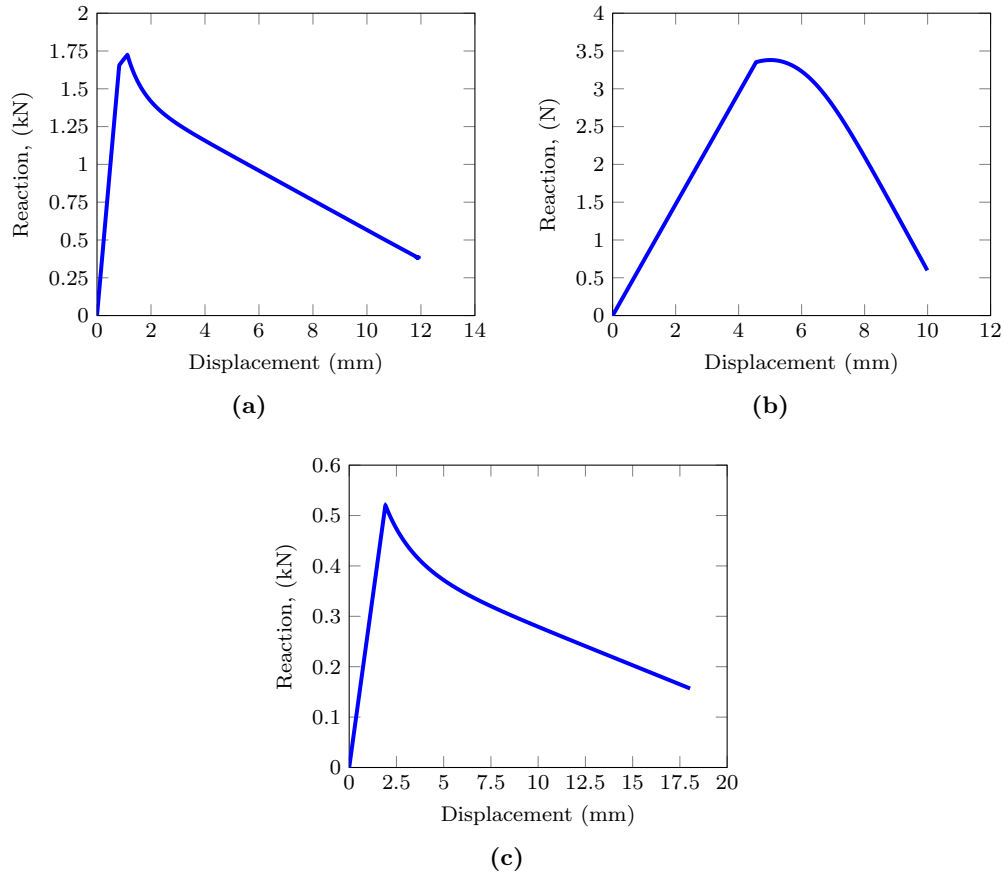 2
1.75
1.5
1.25
1
0.75
0.5
0.25
0
0 2 4 6 8 10 12 14
Reaction, (kN)
Displacement (mm)
(a)
4
3.5
3
2.5
2
1.5
1
0.5
0
0 2 4 6 8 10 12
Reaction, (N)
Displacement (mm)
(b)
0.6
0.5
0.4
0.3
0.2
0.1
0
0 2.5 5 7.5 10 12.5 15 17.5 20
Reaction, (kN)
Displacement (mm)
(c)